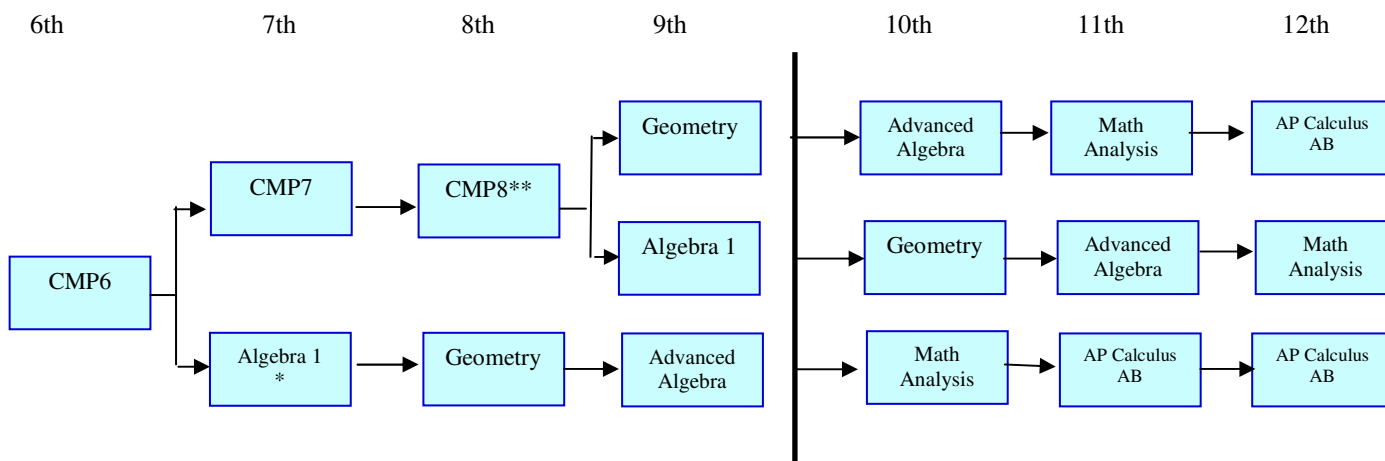 6th 7th 8th 9th 10th 11th 12th
Geometry
Advanced
Algebra
Math
Analysis
AP Calculus
AB
CMP7
CMP8**
Algebra 1
Geometry
Advanced
Algebra
Math
Analysis
CMP6
Algebra 1
*
Geometry
Advanced
Algebra
Math
Analysis
AP Calculus
AB
AP Calculus
AB